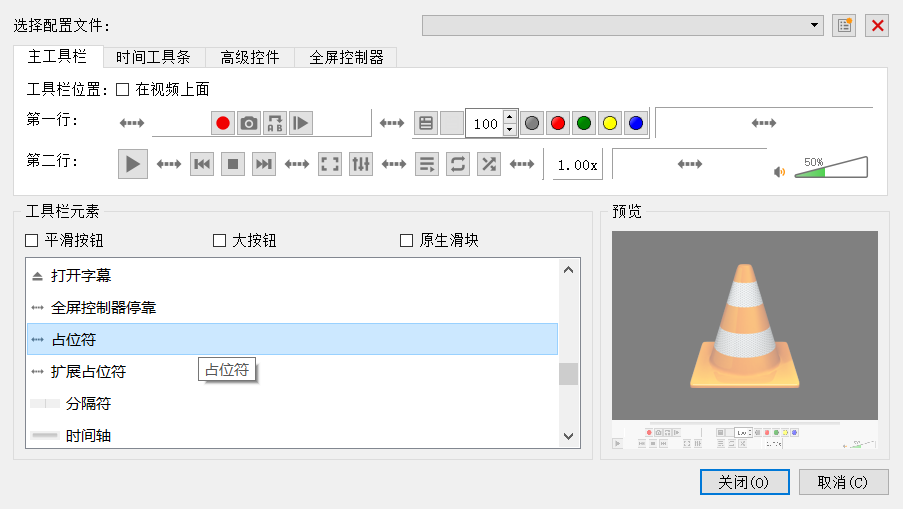 选择配置文件:
主工具栏 时间工具条 高级控件 全屏控制器
工具栏位置: 在视频上面
第一行: AB 100
第二行: 1.00x 50%
工具栏元素 预览
平滑按钮 大按钮 原生滑块
打开字幕
全屏控制器停靠
占位符
扩展占位符 占位符
分隔符
时间轴
关闭(O) 取消(C)